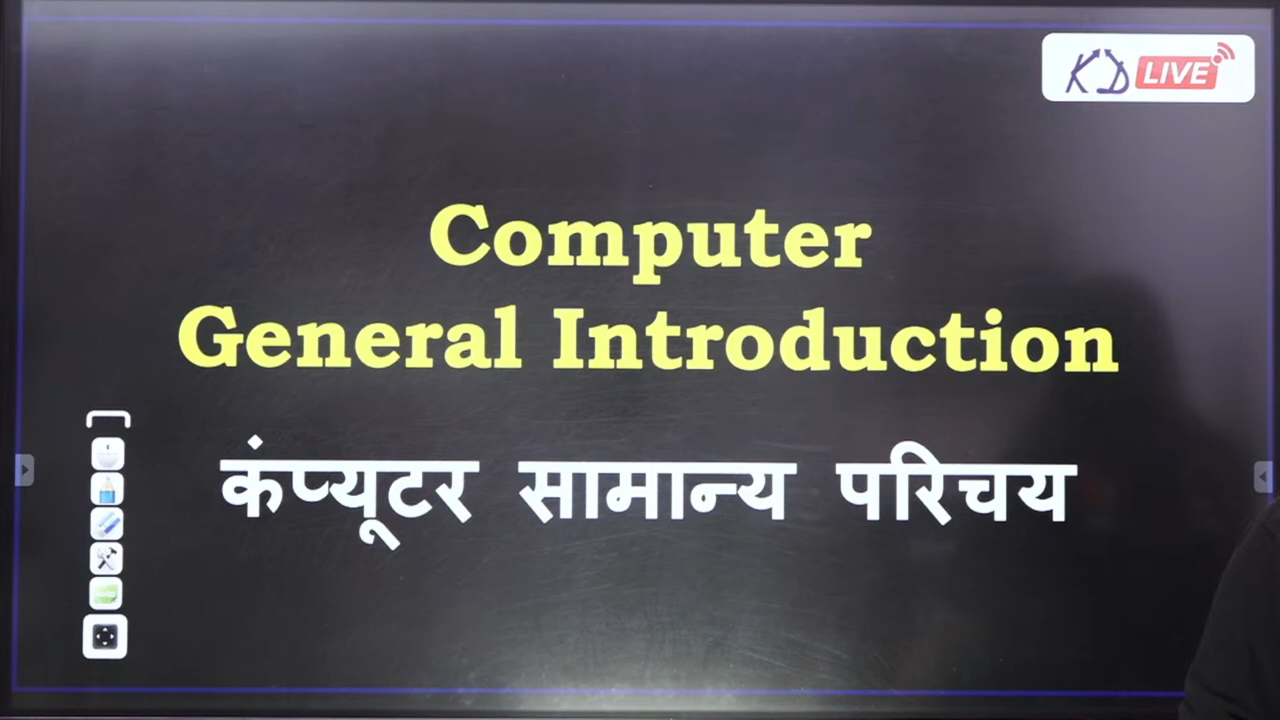 KD LIVE
Computer
General Introduction
कंप्यूटर सामान्य परिचय